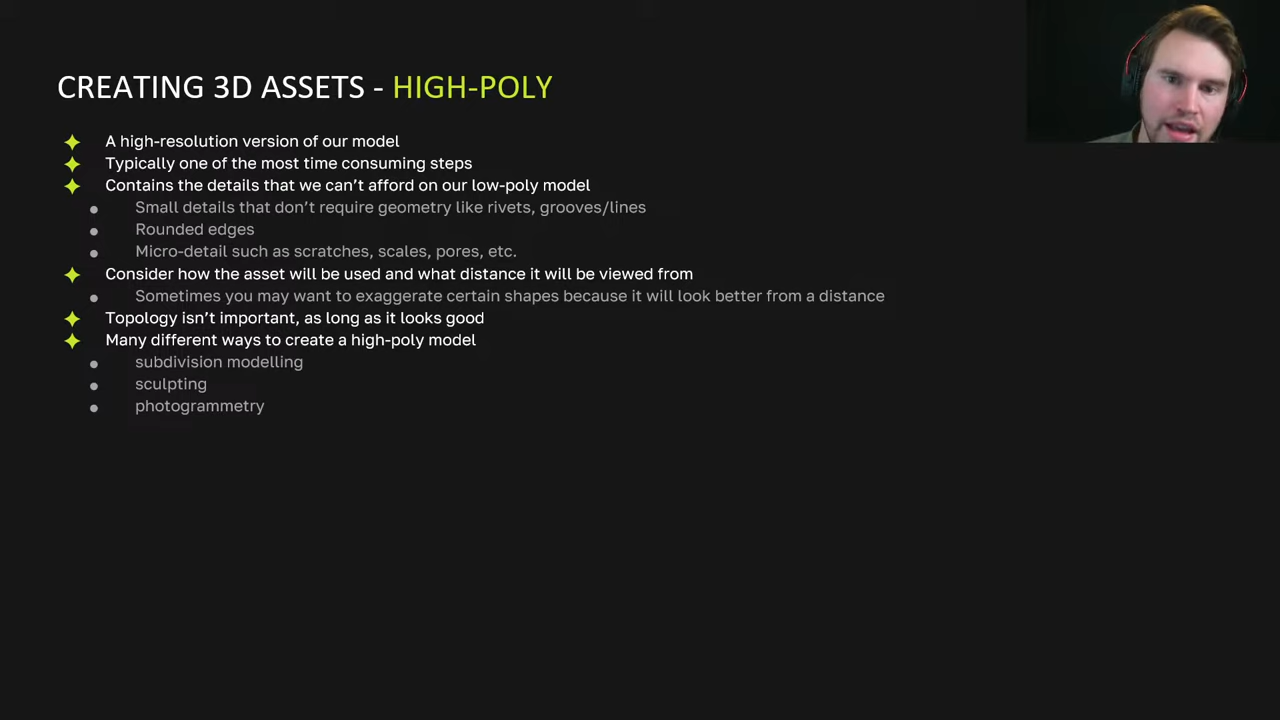 CREATING 3D ASSETS - HIGH-POLY
A high-resolution version of our model
Typically one of the most time consuming steps
Contains the details that we can’t afford on our low-poly model
Small details that don’t require geometry like rivets, grooves/lines
Rounded edges
Micro-detail such as scratches, scales, pores, etc.
Consider how the asset will be used and what distance it will be viewed from
Sometimes you may want to exaggerate certain shapes because it will look better from a distance
Topology isn’t important, as long as it looks good
Many different ways to create a high-poly model
subdivision modelling
sculpting
photogrammetry